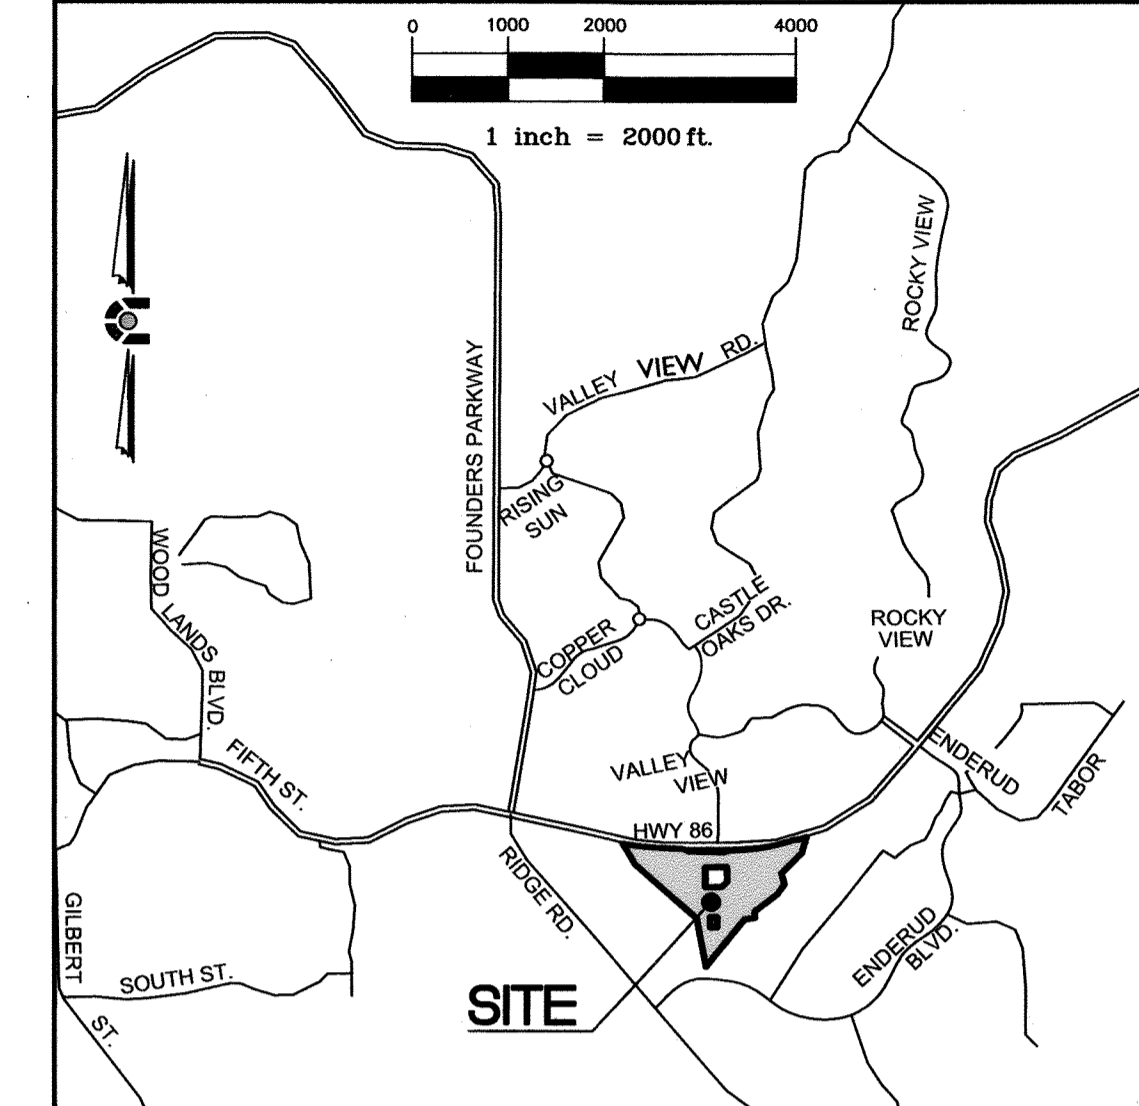 0 1000 2000 4000
1 inch = 2000 ft.
ROCKY VIEW
VALLEY VIEW RD.
FOUNDERS PARKWAY
RISING
SUN
WOOD LANDS BLVD.
CASTLE
OAKS DR.
COPPER
CLOUD
ROCKY
VIEW
FIFTH ST.
VALLEY
VIEW
ENDERUD
TABOR
HWY 86
RIDGE RD.
GILBERT
ST.
SOUTH ST.
ENDERUD
BLVD.
SITE